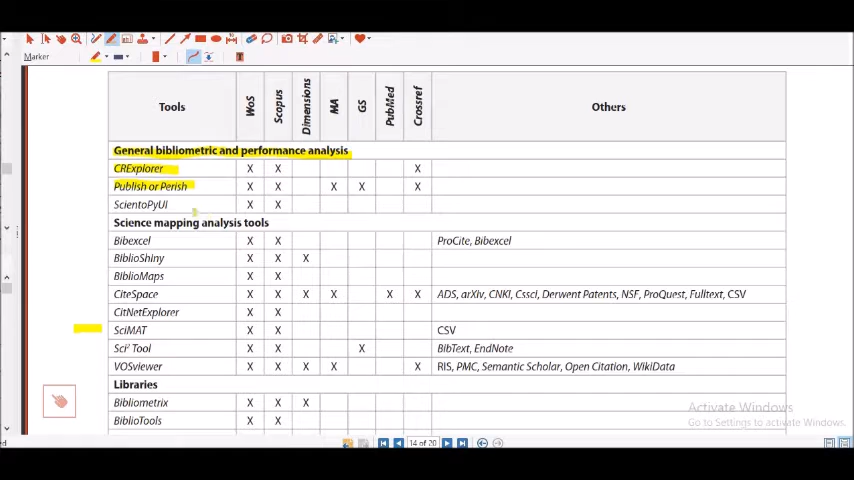 Marker
T
Tools WoS Scopus Dimensions MA GS PubMed Crossref Others
General bibliometric and performance analysis
CRExplorer X X X
Publish or Perish X X X X X
ScientoPyUI X X
Science mapping analysis tools
Bibexcel X X ProCite, Bibexcel
BiblioShiny X X X
BiblioMaps X X
CiteSpace X X X X X X ADS, arXiv, CNKI, Cssci, Derwent Patents, NSF, ProQuest, Fulltext, CSV
CitNetExplorer X X
SciMAT X X CSV
Sci² Tool X X X BibText, EndNote
VOSviewer X X X X X RIS, PMC, Semantic Scholar, Open Citation, WikiData
Libraries
Bibliometrix X X X
BiblioTools X X
Activate Windows
Go to Settings to activate Windows.
14 of 20